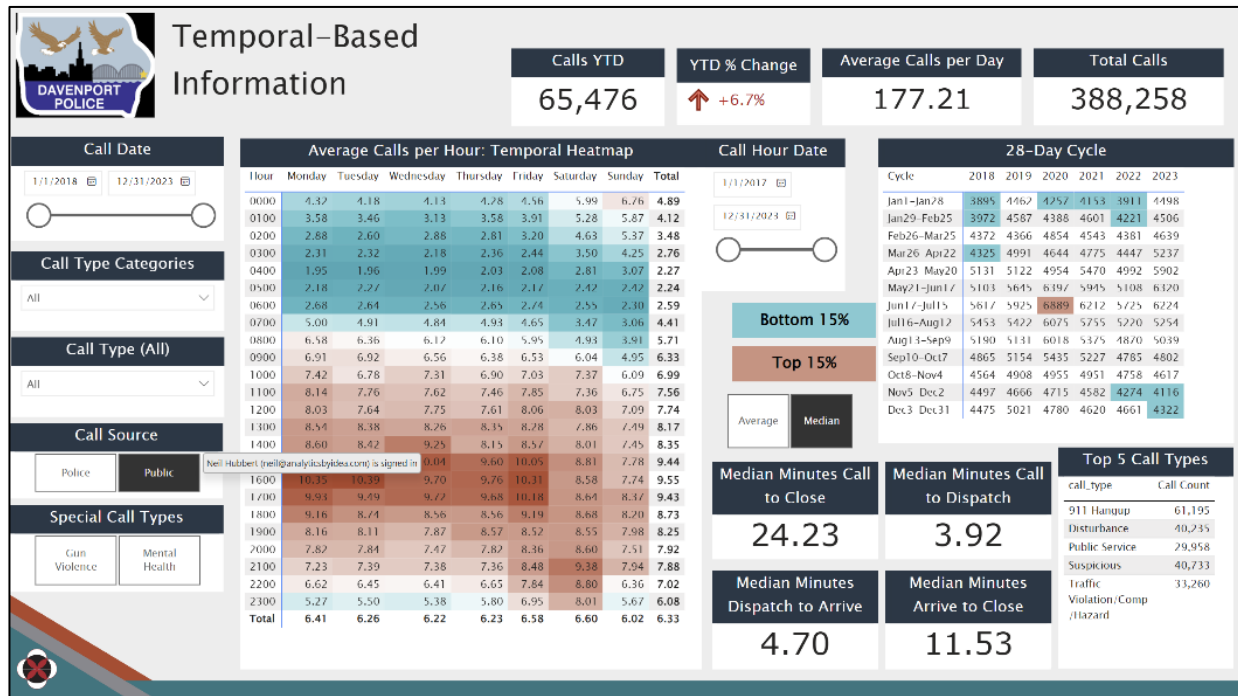 DAVENPORT
POLICE
Temporal-Based
Information
Calls YTD
65,476
YTD % Change
+6.7%
Average Calls per Day
177.21
Total Calls
388,258
Call Date
1/1/2018 12/31/2023
Call Type Categories
All
Call Type (All)
All
Call Source
Police Public
Neil Hubbert (neil@analyticsbyidea.com) is signed in
Special Call Types
Gun Violence
Mental Health
Average Calls per Hour: Temporal Heatmap
Hour Monday Tuesday Wednesday Thursday Friday Saturday Sunday Total
0000 4.32 4.18 4.13 4.28 4.56 5.99 6.76 4.89
0100 3.58 3.46 3.13 3.58 3.91 5.28 5.87 4.12
0200 2.88 2.60 2.88 2.81 3.20 4.63 5.37 3.48
0300 2.31 2.32 2.18 2.36 2.44 3.50 4.25 2.76
0400 1.95 1.96 1.99 2.03 2.08 2.81 3.07 2.27
0500 2.18 2.27 2.07 2.16 2.17 2.42 2.42 2.24
0600 2.68 2.64 2.56 2.65 2.74 2.55 2.30 2.59
0700 5.00 4.91 4.84 4.93 4.65 3.47 3.06 4.41
0800 6.58 6.36 6.12 6.10 5.95 4.93 3.91 5.71
0900 6.91 6.92 6.56 6.38 6.53 6.04 4.95 6.33
1000 7.42 6.78 7.31 6.90 7.03 7.37 6.09 6.99
1100 8.14 7.76 7.62 7.46 7.85 7.36 6.75 7.56
1200 8.03 7.64 7.75 7.61 8.06 8.03 7.09 7.74
1300 8.54 8.38 8.26 8.35 8.28 7.86 7.49 8.17
1400 8.60 8.42 9.25 8.15 8.57 8.01 7.45 8.35
0.04 9.60 10.05 8.81 7.78 9.44
1600 10.35 10.39 9.70 9.76 10.31 8.58 7.74 9.55
1700 9.93 9.49 9.72 9.68 10.18 8.64 8.37 9.43
1800 9.16 8.74 8.56 8.56 9.19 8.68 8.20 8.73
1900 8.16 8.11 7.87 8.57 8.52 8.55 7.98 8.25
2000 7.82 7.84 7.47 7.82 8.36 8.60 7.51 7.92
2100 7.23 7.39 7.38 7.36 8.48 9.38 7.94 7.88
2200 6.62 6.45 6.41 6.65 7.84 8.80 6.36 7.02
2300 5.27 5.50 5.38 5.80 6.95 8.01 5.67 6.08
Total 6.41 6.26 6.22 6.23 6.58 6.60 6.02 6.33
Call Hour Date
1/1/2017
12/31/2023
Bottom 15%
Top 15%
Average Median
28-Day Cycle
Cycle 2018 2019 2020 2021 2022 2023
Jan1-Jan28 3895 4462 4257 4153 3911 4498
Jan29-Feb25 3972 4587 4388 4601 4221 4506
Feb26-Mar25 4372 4366 4854 4543 4381 4639
Mar26 Apr22 4325 4991 4644 4775 4447 5237
Apr23 May20 5131 5122 4954 5470 4992 5902
May21-Jun17 5103 5645 6397 5945 5108 6320
Jun17-Jul15 5617 5925 6889 6212 5725 6224
Jul16-Aug12 5453 5422 6075 5755 5220 5254
Aug13-Sep9 5190 5131 6018 5375 4870 5039
Sep10-Oct7 4865 5154 5435 5227 4785 4802
Oct8-Nov4 4564 4908 4955 4951 4758 4617
Nov5 Dec2 4497 4666 4715 4582 4274 4116
Dec3 Dec31 4475 5021 4780 4620 4661 4322
Median Minutes Call
to Close
24.23
Median Minutes Call
to Dispatch
3.92
Median Minutes
Dispatch to Arrive
4.70
Median Minutes
Arrive to Close
11.53
Top 5 Call Types
call_type Call Count
911 Hangup 61,195
Disturbance 40,235
Public Service 29,958
Suspicious 40,733
Traffic 33,260
Violation/Comp
/Hazard